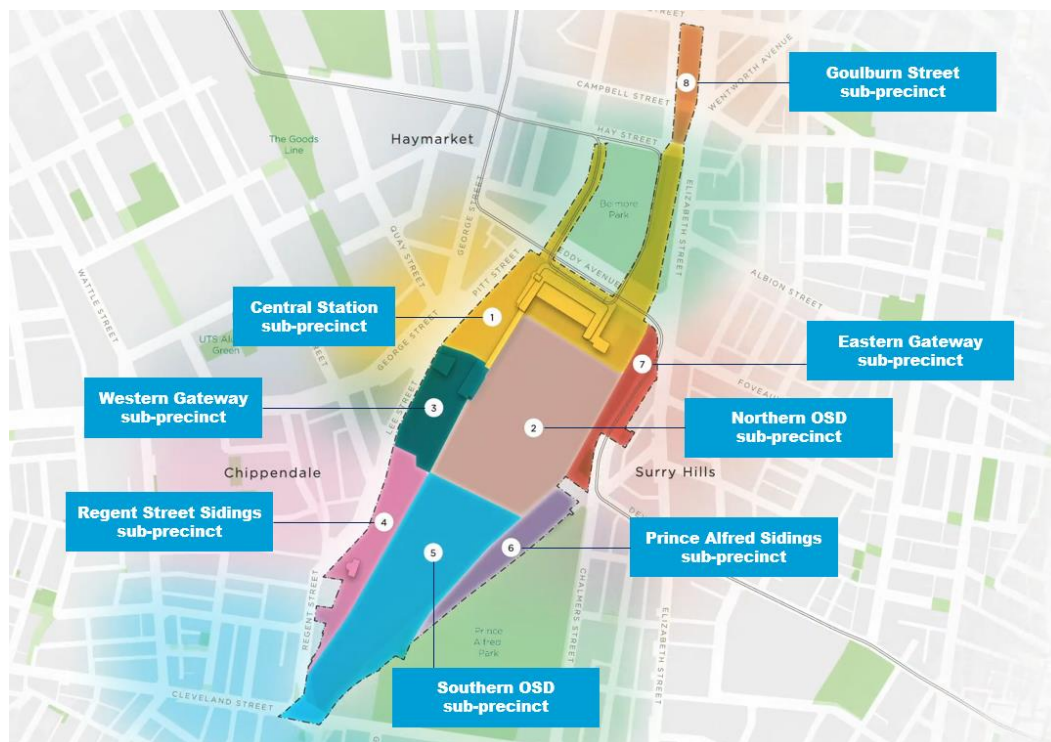 STREET
WENTWORTH AVENUE
8
Goulburn Street
sub-precinct
CAMPBELL STREET
HAY STREET
The Goods
Line
Haymarket
GEORGE STREET
Belmore
Park
ELIZABETH STREET
QUAY STREET
EDDY AVENUE
PITT STREET
WATTLE STREET
ALBION STREET
Central Station
sub-precinct
1
UTS
Green
GEORGE STREET
Eastern Gateway
sub-precinct
7
LEE STREET
Western Gateway
sub-precinct
3
2
Northern OSD
sub-precinct
Chippendale
Surry Hills
Regent Street Sidings
sub-precinct
4
5
6
Prince Alfred Sidings
sub-precinct
REGENT STREET
CHALMERS STREET
ELIZABETH STREET
Prince
Alfred
Park
Southern OSD
sub-precinct
CLEVELAND STREET